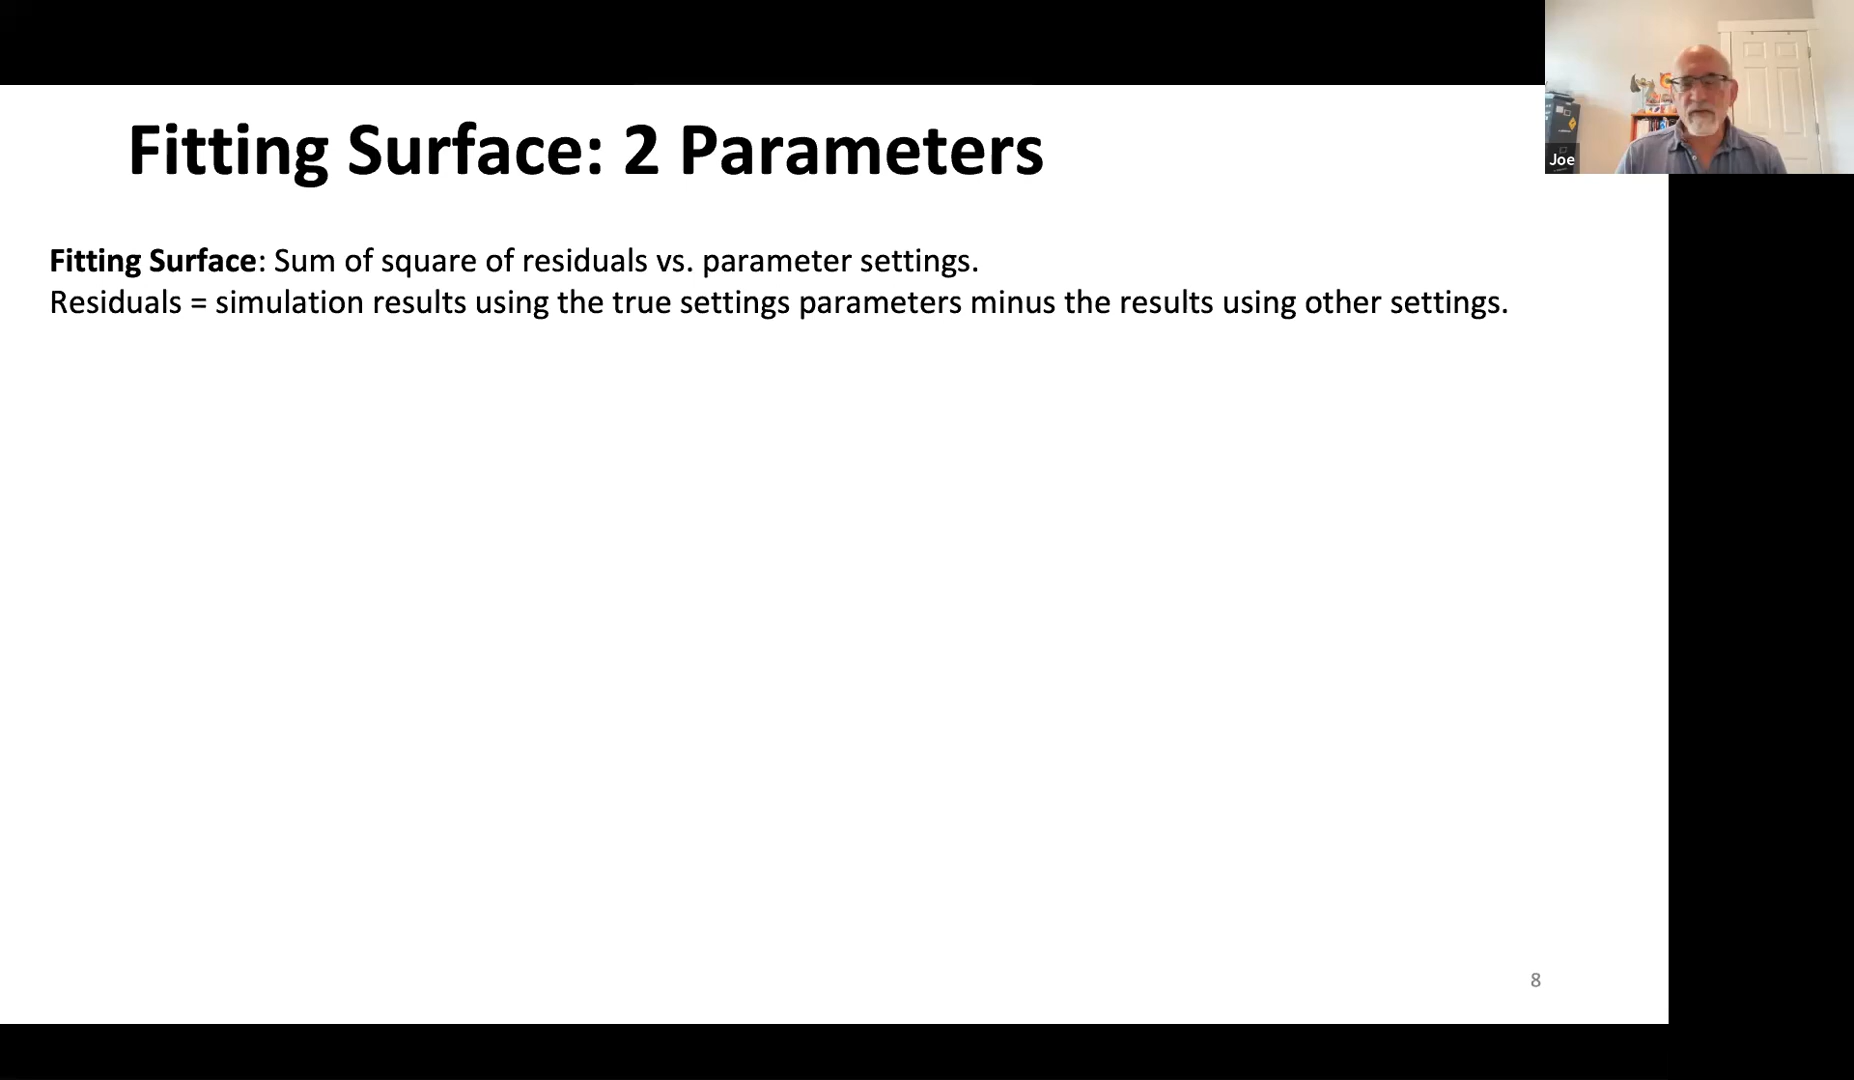 Fitting Surface: 2 Parameters
Joe
Fitting Surface: Sum of square of residuals vs. parameter settings.
Residuals = simulation results using the true settings parameters minus the results using other settings.
8